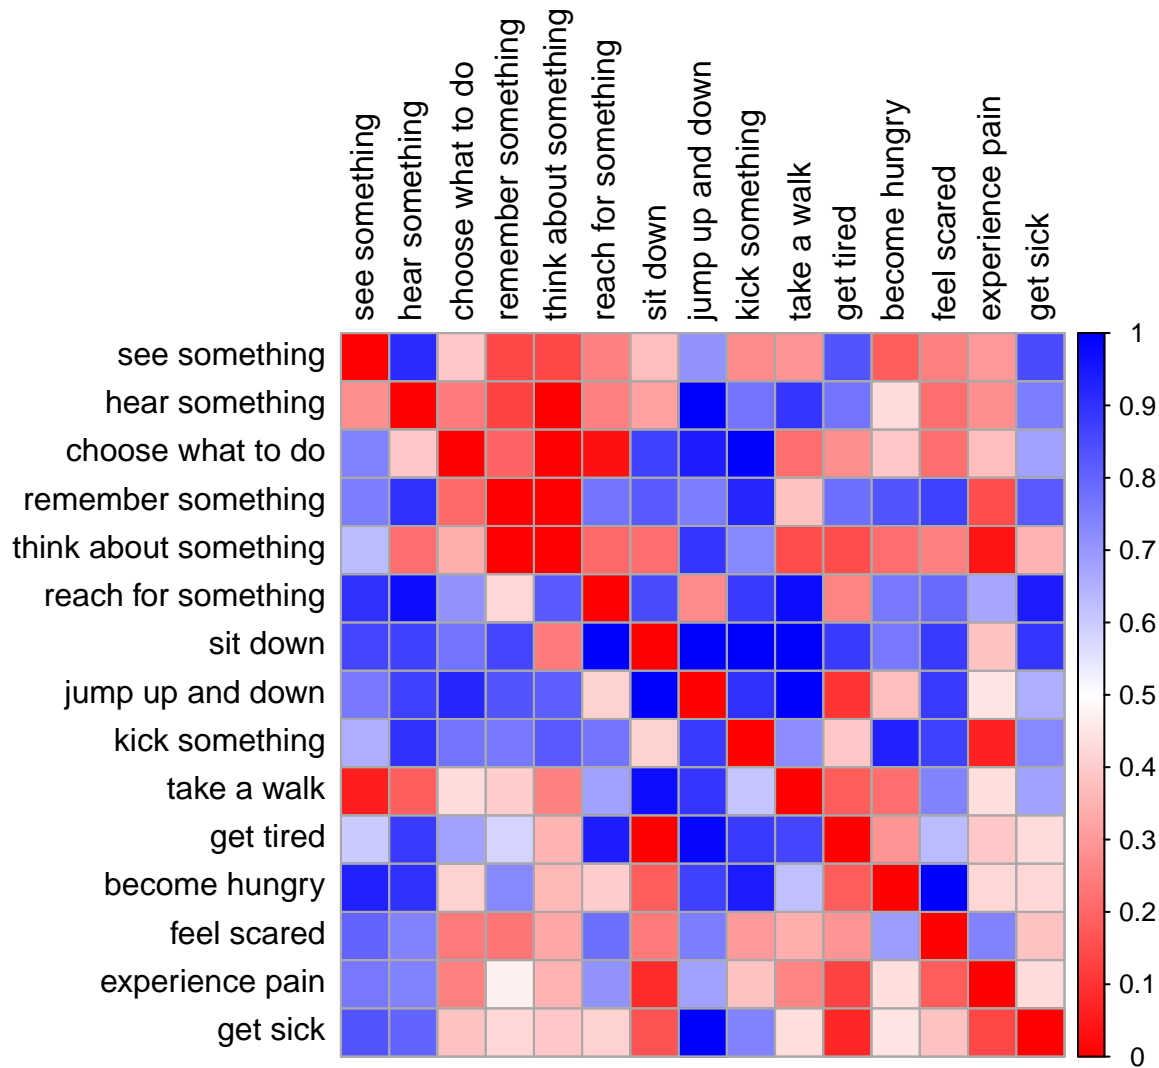 see something
hear something
choose what to do
remember something
think about something
reach for something
sit down
jump up and down
kick something
take a walk
get tired
become hungry
feel scared
experience pain
get sick
see something
hear something
choose what to do
remember something
think about something
reach for something
sit down
jump up and down
kick something
take a walk
get tired
become hungry
feel scared
experience pain
get sick
1
0.9
0.8
0.7
0.6
0.5
0.4
0.3
0.2
0.1
0